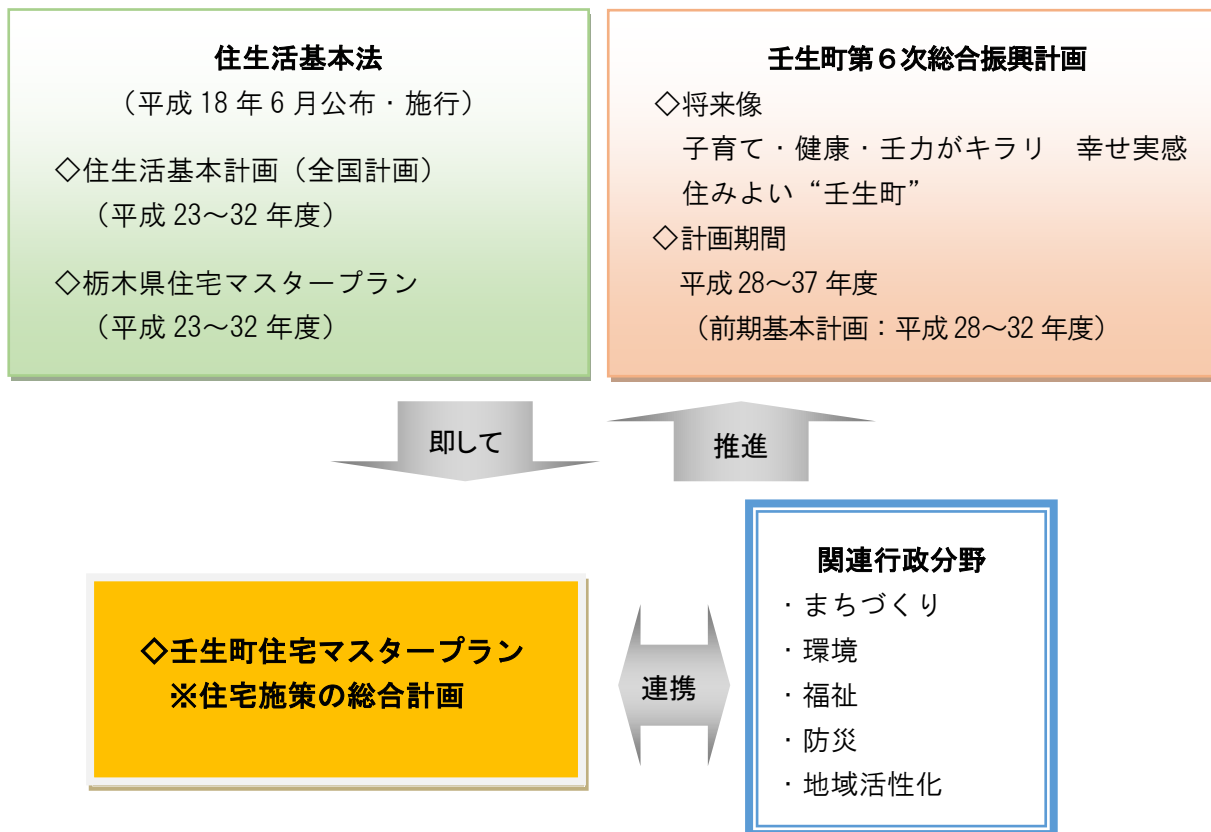 住生活基本法
（平成 18 年 6 月公布・施行）
◇住生活基本計画（全国計画）
（平成 23～32 年度）
◇栃木県住宅マスタープラン
（平成 23～32 年度）
壬生町第６次総合振興計画
◇将来像
子育て・健康・壬力がキラリ　幸せ実感
住みよい“壬生町”
◇計画期間
平成 28～37 年度
（前期基本計画：平成 28～32 年度）
即して
推進
◇壬生町住宅マスタープラン
※住宅施策の総合計画
連携
関連行政分野
・まちづくり
・環境
・福祉
・防災
・地域活性化